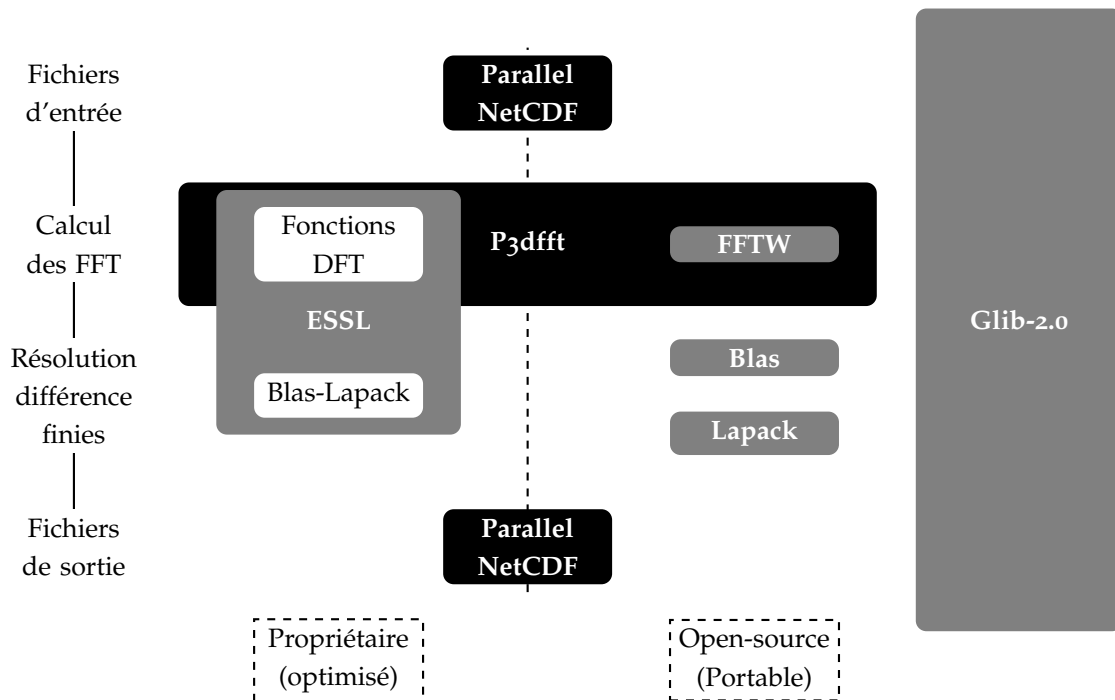 Fichiers
d'entrée
Parallel
NetCDF
Calcul
des FFT
Fonctions
DFT
P3dfft
FFTW
ESSL
Glib-2.0
Résolution
différence
finies
Blas-Lapack
Blas
Lapack
Fichiers
de sortie
Parallel
NetCDF
Propriétaire
(optimisé)
Open-source
(Portable)